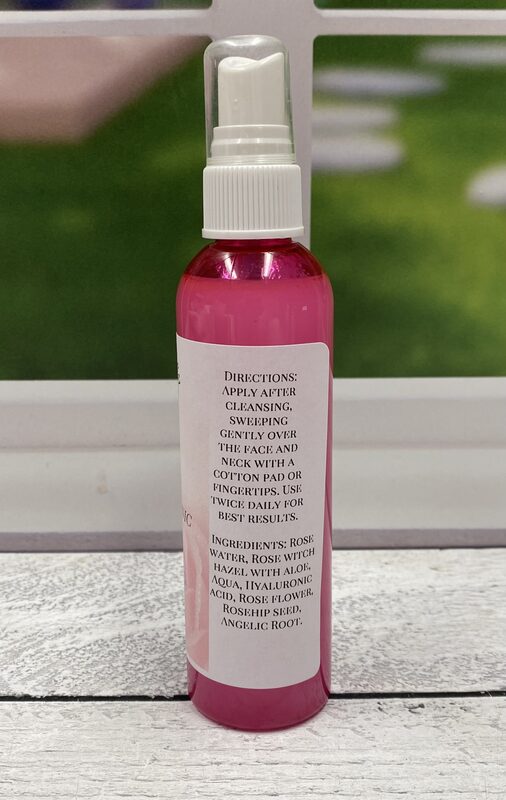 Directions:
Apply after
cleansing,
sweeping
gently over
the face and
neck with a
cotton pad or
fingertips. Use
twice daily for
best results.
Ingredients: Rose
water, Rose witch
hazel with aloe,
Aqua, Hyaluronic
acid, Rose flower,
Rosehip seed,
Angelic Root.